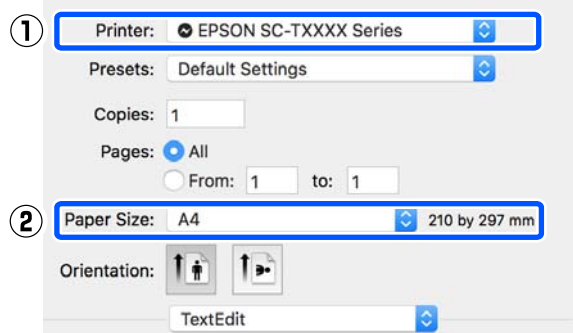 ① Printer: EPSON SC-TXXXX Series
Presets: Default Settings
Copies: 1
Pages: All
From: 1 to: 1
② Paper Size: A4 210 by 297 mm
Orientation:
TextEdit